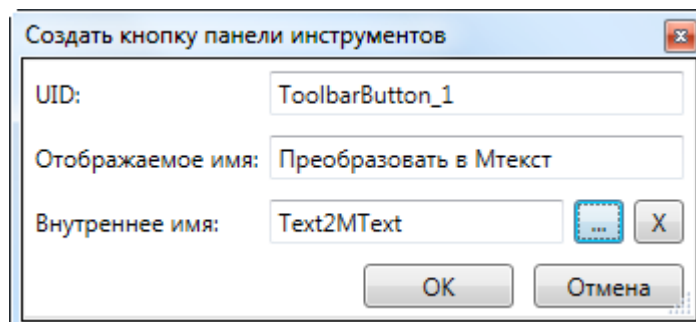 Создать кнопку панели инструментов x
UID: ToolbarButton_1
Отображаемое имя: Преобразовать в Мтекст
Внутреннее имя: Text2MText ... X
OK Отмена